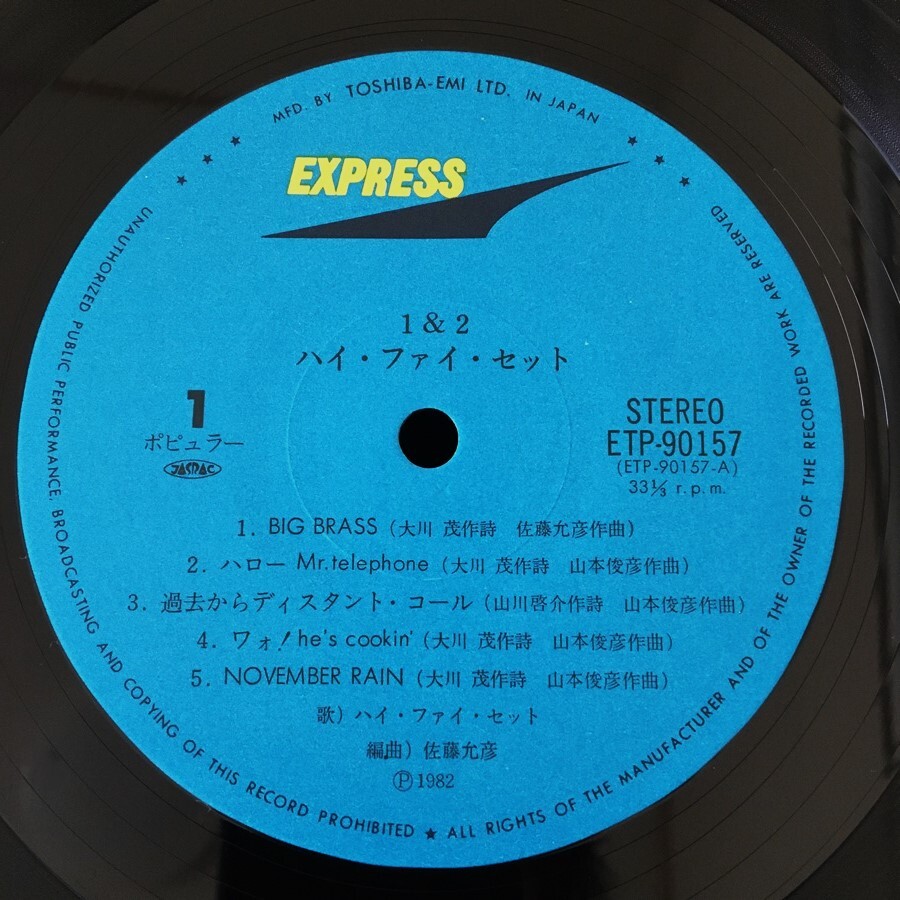 MFD. BY TOSHIBA-EMI LTD. IN JAPAN
EXPRESS
1 & 2
ハイ・ファイ・セット
1
ポピュラー
JASRAC
STEREO
ETP-90157
(ETP-90157-A)
33⅓ r.p.m.
1. BIG BRASS (大川 茂作詩 佐藤允彦作曲)
2. ハロー Mr. telephone (大川 茂作詩 山本俊彦作曲)
3. 過去からディスタント・コール (山川啓介作詩 山本俊彦作曲)
4. ワォ! he's cookin' (大川 茂作詩 山本俊彦作曲)
5. NOVEMBER RAIN (大川 茂作詩 山本俊彦作曲)
歌) ハイ・ファイ・セット
編曲) 佐藤允彦
Ⓟ 1982
UNAUTHORIZED PUBLIC PERFORMANCE, BROADCASTING AND COPYING OF THIS RECORD PROHIBITED ★ ALL RIGHTS OF THE MANUFACTURER AND OF THE OWNER OF THE RECORDED WORK ARE RESERVED